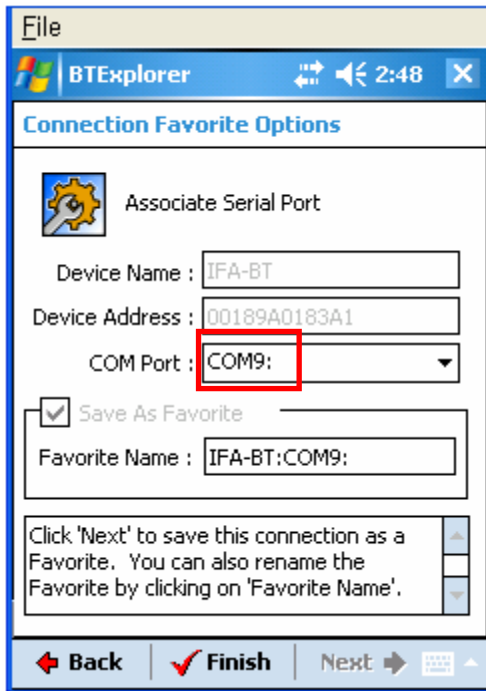 File
BTExplorer 2:48
Connection Favorite Options
Associate Serial Port
Device Name : IFA-BT
Device Address : 00189A0183A1
COM Port : COM9:
Save As Favorite
Favorite Name : IFA-BT:COM9:
Click 'Next' to save this connection as a
Favorite. You can also rename the
Favorite by clicking on 'Favorite Name'.
Back Finish Next